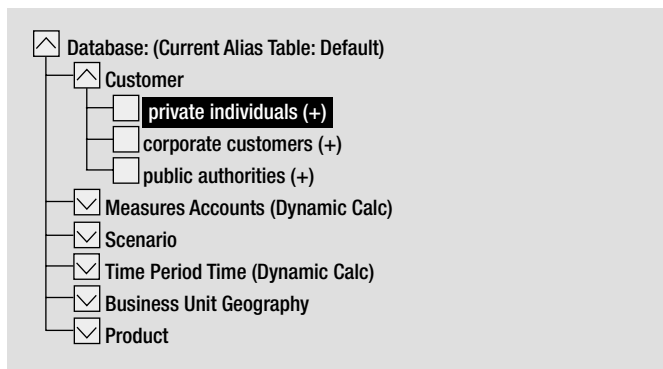 Database: (Current Alias Table: Default)
Customer
private individuals (+)
corporate customers (+)
public authorities (+)
Measures Accounts (Dynamic Calc)
Scenario
Time Period Time (Dynamic Calc)
Business Unit Geography
Product